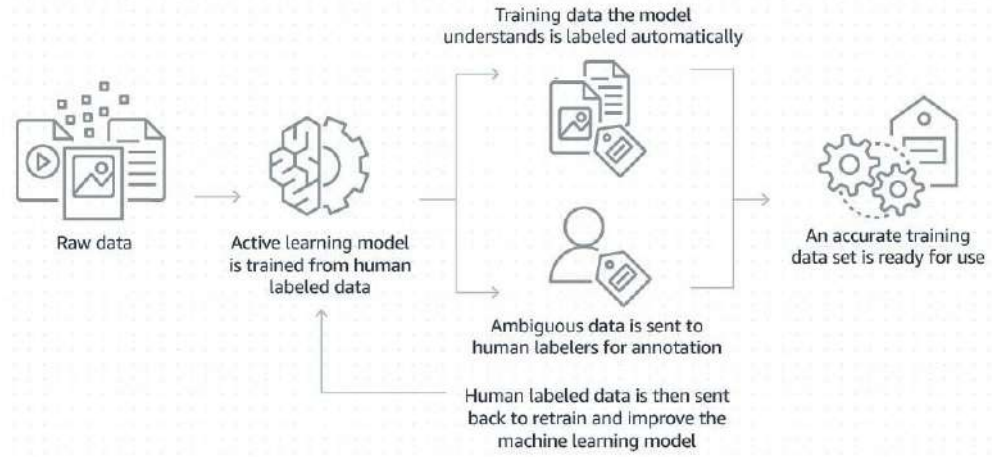 Training data the model
understands is labeled automatically
Raw data
Active learning model
is trained from human
labeled data
An accurate training
data set is ready for use
Ambiguous data is sent to
human labelers for annotation
Human labeled data is then sent
back to retrain and improve the
machine learning model